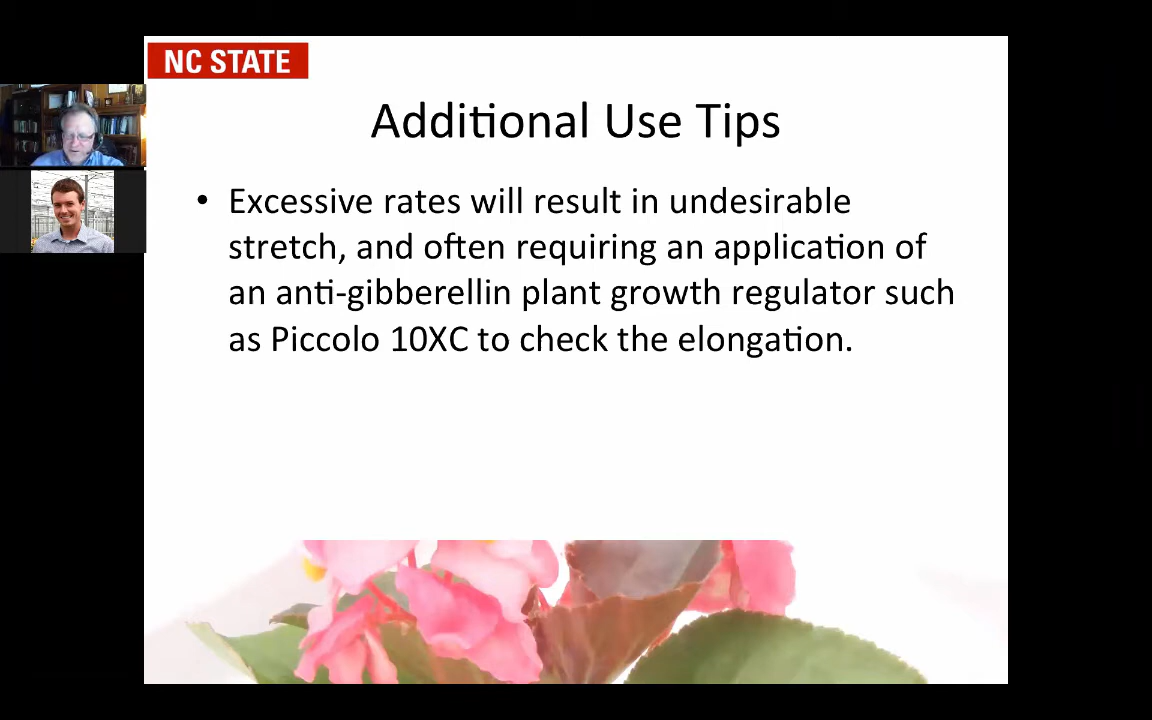 NC STATE
Additional Use Tips
• Excessive rates will result in undesirable
stretch, and often requiring an application of
an anti-gibberellin plant growth regulator such
as Piccolo 10XC to check the elongation.